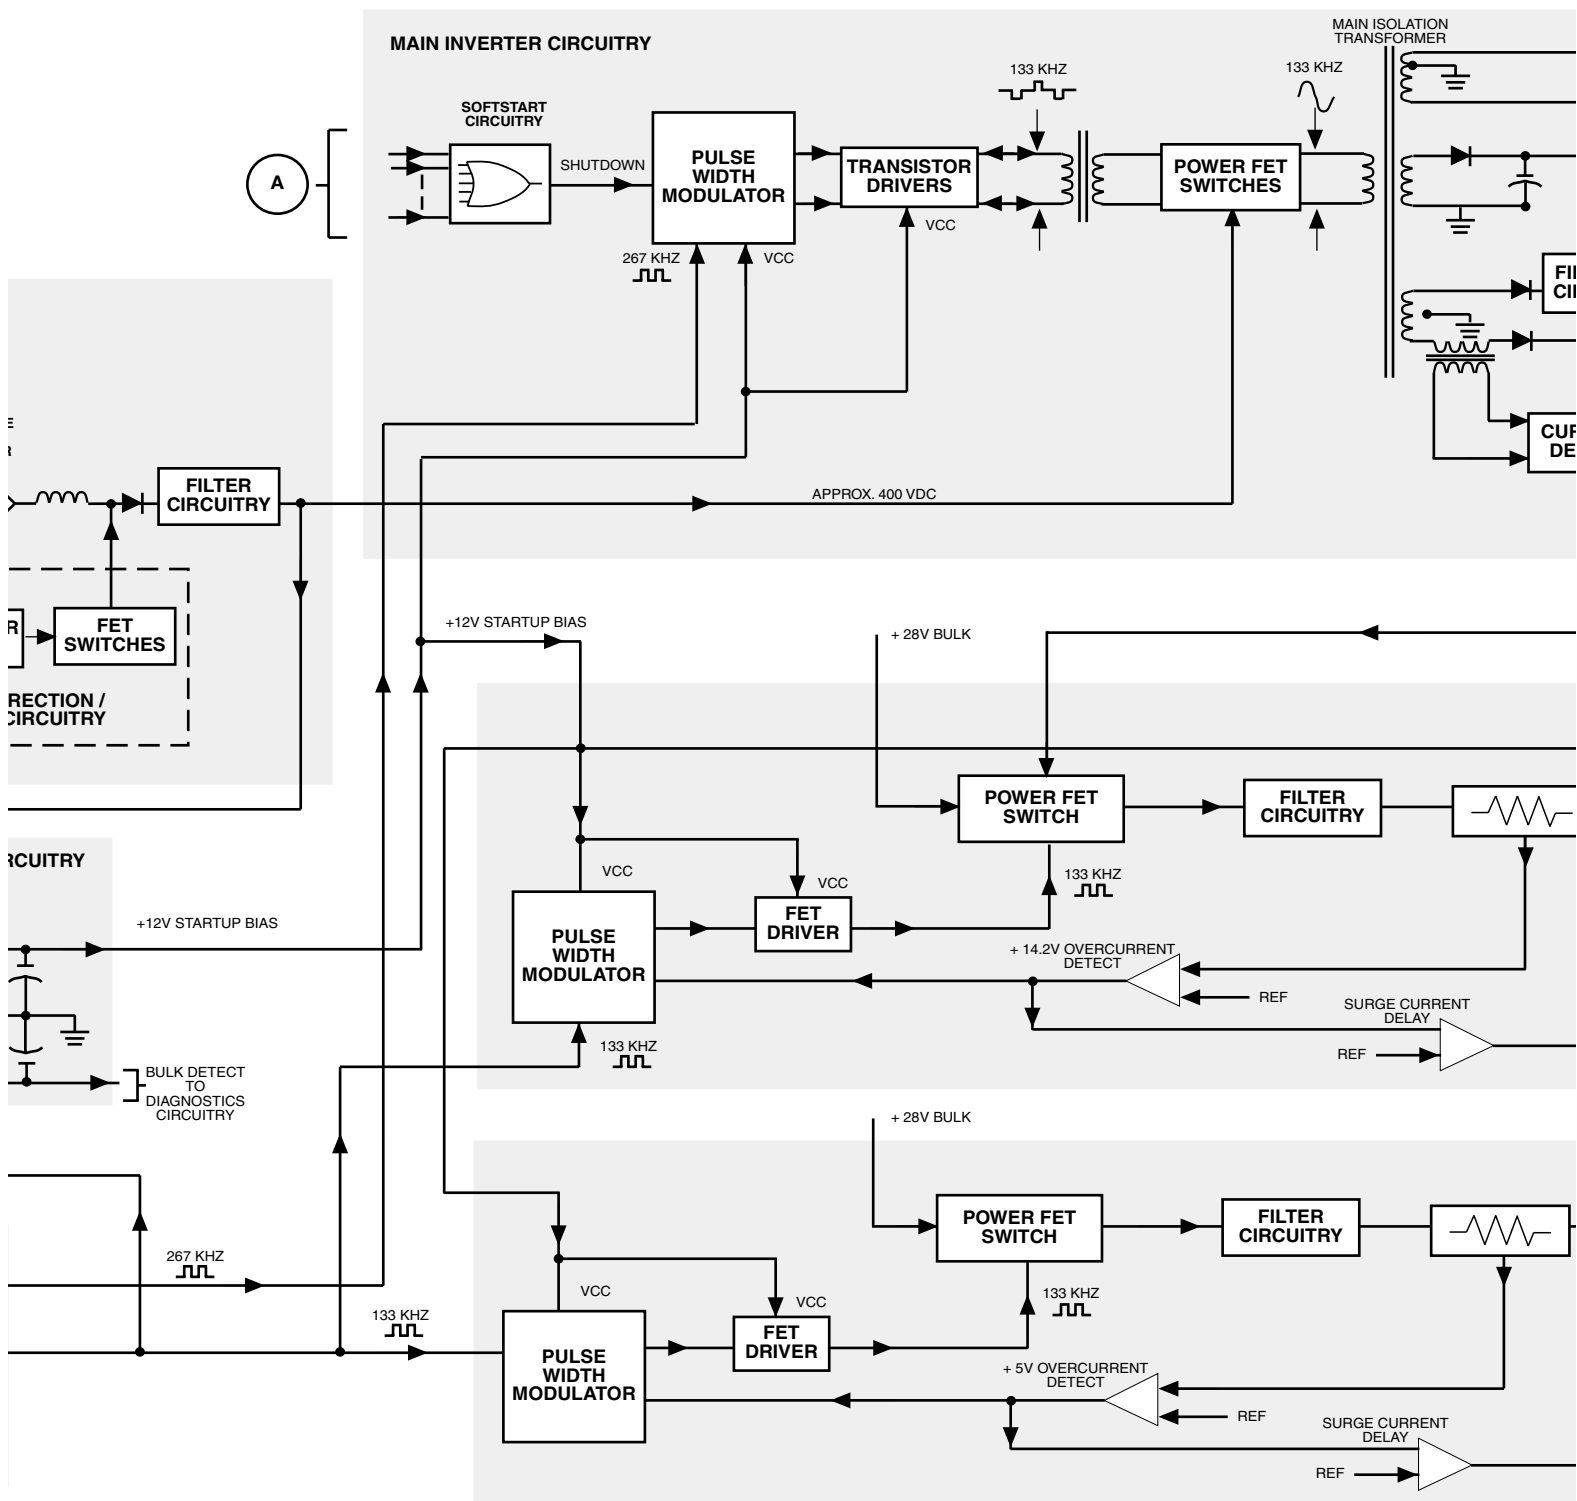 MAIN INVERTER CIRCUITRY
MAIN ISOLATION
TRANSFORMER
133 KHZ
133 KHZ
SOFTSTART
CIRCUITRY
A
SHUTDOWN
PULSE
WIDTH
MODULATOR
TRANSISTOR
DRIVERS
POWER FET
SWITCHES
VCC
267 KHZ
VCC
FI
CI
CUR
DE
E
R
FILTER
CIRCUITRY
APPROX. 400 VDC
R
FET
SWITCHES
RECTION /
CIRCUITRY
+12V STARTUP BIAS
+ 28V BULK
POWER FET
SWITCH
FILTER
CIRCUITRY
RCUITRY
VCC
VCC
133 KHZ
FET
DRIVER
+12V STARTUP BIAS
PULSE
WIDTH
MODULATOR
+ 14.2V OVERCURRENT
DETECT
REF
SURGE CURRENT
DELAY
REF
133 KHZ
BULK DETECT
TO
DIAGNOSTICS
CIRCUITRY
+ 28V BULK
POWER FET
SWITCH
FILTER
CIRCUITRY
267 KHZ
VCC
VCC
133 KHZ
133 KHZ
FET
DRIVER
PULSE
WIDTH
MODULATOR
+ 5V OVERCURRENT
DETECT
REF
SURGE CURRENT
DELAY
REF